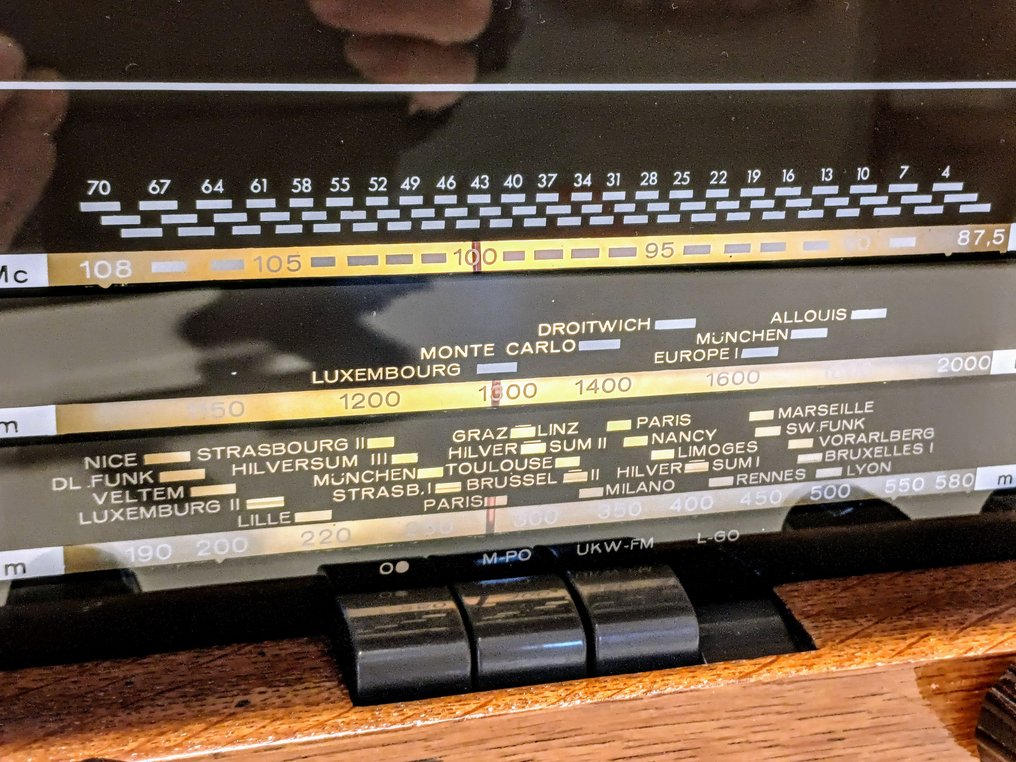 70 67 64 61 58 55 52 49 46 43 40 37 34 31 28 25 22 19 16 13 10 7 4
Mc 108 105 100 95 90 87,5
DROITWICH ALLOUIS
MONTE CARLO MÜNCHEN
LUXEMBOURG EUROPE I
m 1150 1200 1300 1400 1600 2000
GRAZ LINZ PARIS MARSEILLE
NICE STRASBOURG II HILVER SUM II NANCY SW.FUNK
DL.FUNK HILVERSUM III TOULOUSE LIMOGES VORARLBERG
VELTEM MÜNCHEN BRUSSEL II HILVER SUM I BRUXELLES I
LUXEMBURG II STRASB. I MILANO RENNES LYON
LILLE PARIS
m 190 200 220 250 300 350 400 450 500 550 580 m
M-PO UKW-FM L-GO